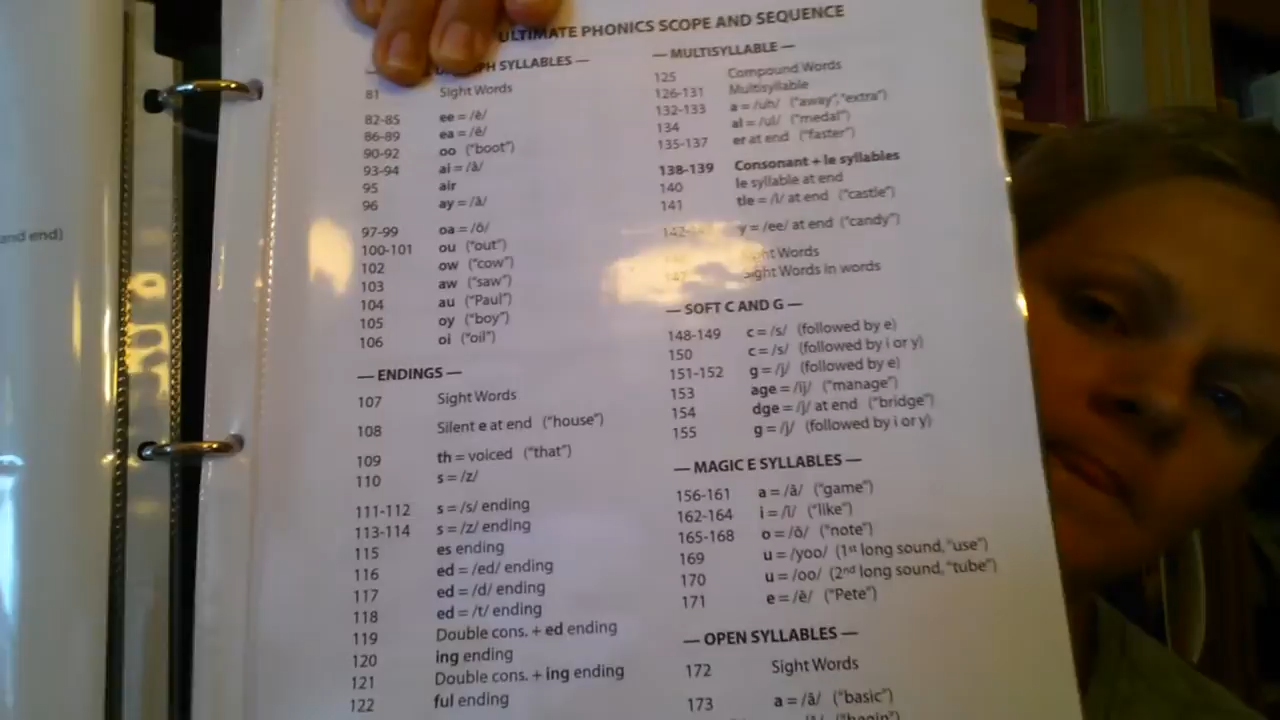 and end)
ULTIMATE PHONICS SCOPE AND SEQUENCE
SYLLABLES —
81 Sight Words
82-85 ee = /ē/
86-89 ea = /ē/
90-92 oo ("boot")
93-94 ai = /ā/
95 air
96 ay = /ā/
97-99 oa = /ō/
100-101 ou ("out")
102 ow ("cow")
103 aw ("saw")
104 au ("Paul")
105 oy ("boy")
106 oi ("oil")
— ENDINGS —
107 Sight Words
108 Silent e at end ("house")
109 th = voiced ("that")
110 s = /z/
111-112 s = /s/ ending
113-114 s = /z/ ending
115 es ending
116 ed = /ed/ ending
117 ed = /d/ ending
118 ed = /t/ ending
119 Double cons. + ed ending
120 ing ending
121 Double cons. + ing ending
122 ful ending
— MULTISYLLABLE —
125 Compound Words
126-131 Multisyllable
132-133 a = /uh/ ("away", "extra")
134 al = /ul/ ("medal")
135-137 er at end ("faster")
138-139 Consonant + le syllables
140 le syllable at end
141 tle = /l/ at end ("castle")
y = /ee/ at end ("candy")
Words
Sight Words in words
— SOFT C AND G —
148-149 c = /s/ (followed by e)
150 c = /s/ (followed by i or y)
151-152 g = /j/ (followed by e)
153 age = /ij/ ("manage")
154 dge = /j/ at end ("bridge")
155 g = /j/ (followed by i or y)
— MAGIC E SYLLABLES —
156-161 a = /ā/ ("game")
162-164 i = /ī/ ("like")
165-168 o = /ō/ ("note")
169 u = /yoo/ (1st long sound, "use")
170 u = /oo/ (2nd long sound, "tube")
171 e = /ē/ ("Pete")
— OPEN SYLLABLES —
172 Sight Words
173 a = /ā/ ("basic")